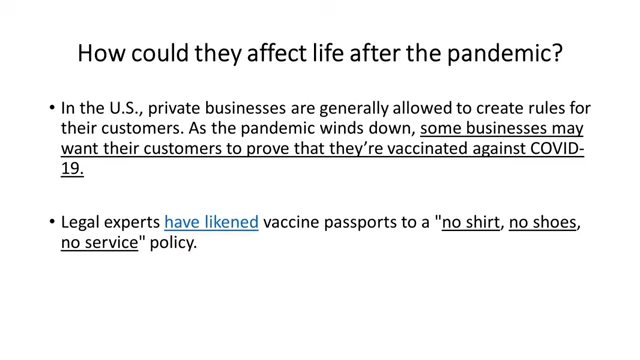 How could they affect life after the pandemic?
• In the U.S., private businesses are generally allowed to create rules for
their customers. As the pandemic winds down, some businesses may
want their customers to prove that they’re vaccinated against COVID-
19.
• Legal experts have likened vaccine passports to a "no shirt, no shoes,
no service" policy.